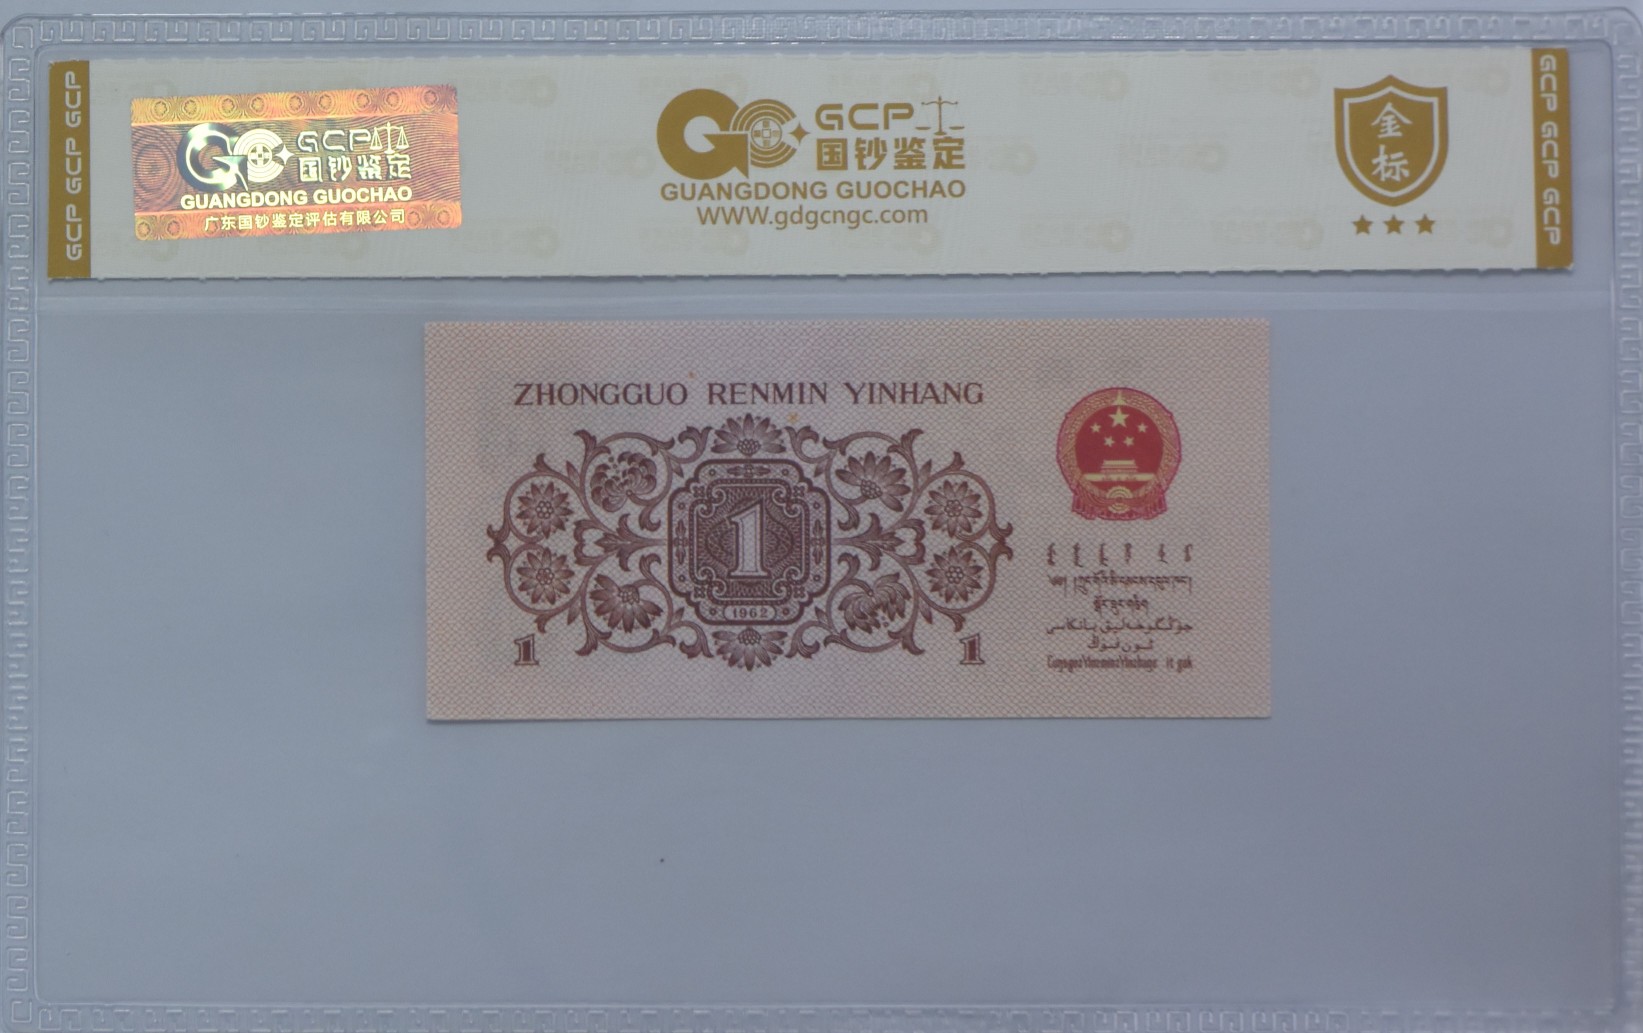 GCP GCP GCP
GCP
国钞鉴定
GUANGDONG GUOCHAO
广东国钞鉴定评估有限公司
GCP
国钞鉴定
GUANGDONG GUOCHAO
WWW.gdgcngc.com
金
标
GCP GCP GCP
ZHONGGUO RENMIN YINHANG
1
1962
1
1